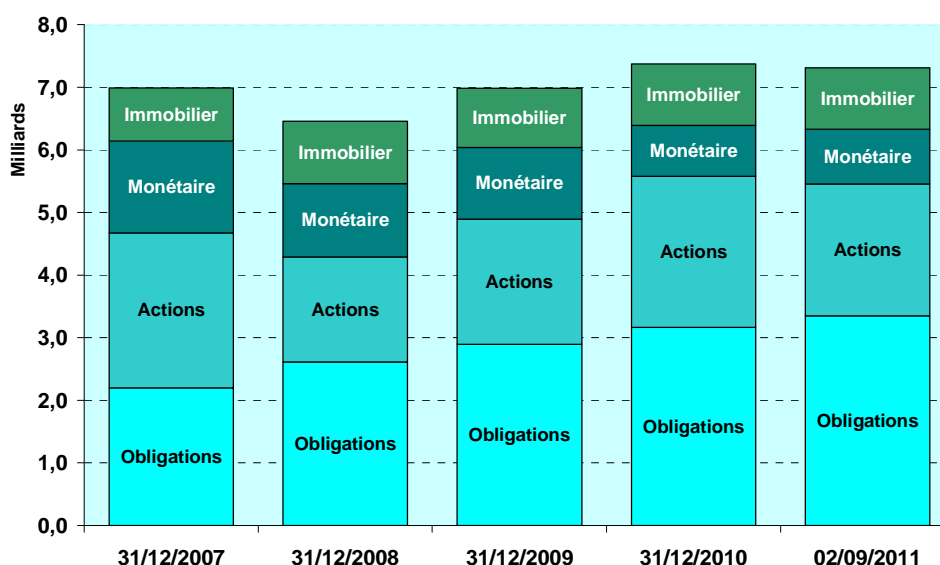 Milliards
8,0
7,0
6,0
5,0
4,0
3,0
2,0
1,0
0,0
Immobilier
Monétaire
Actions
Obligations
Immobilier
Monétaire
Actions
Obligations
Immobilier
Monétaire
Actions
Obligations
Immobilier
Monétaire
Actions
Obligations
Immobilier
Monétaire
Actions
Obligations
31/12/2007
31/12/2008
31/12/2009
31/12/2010
02/09/2011